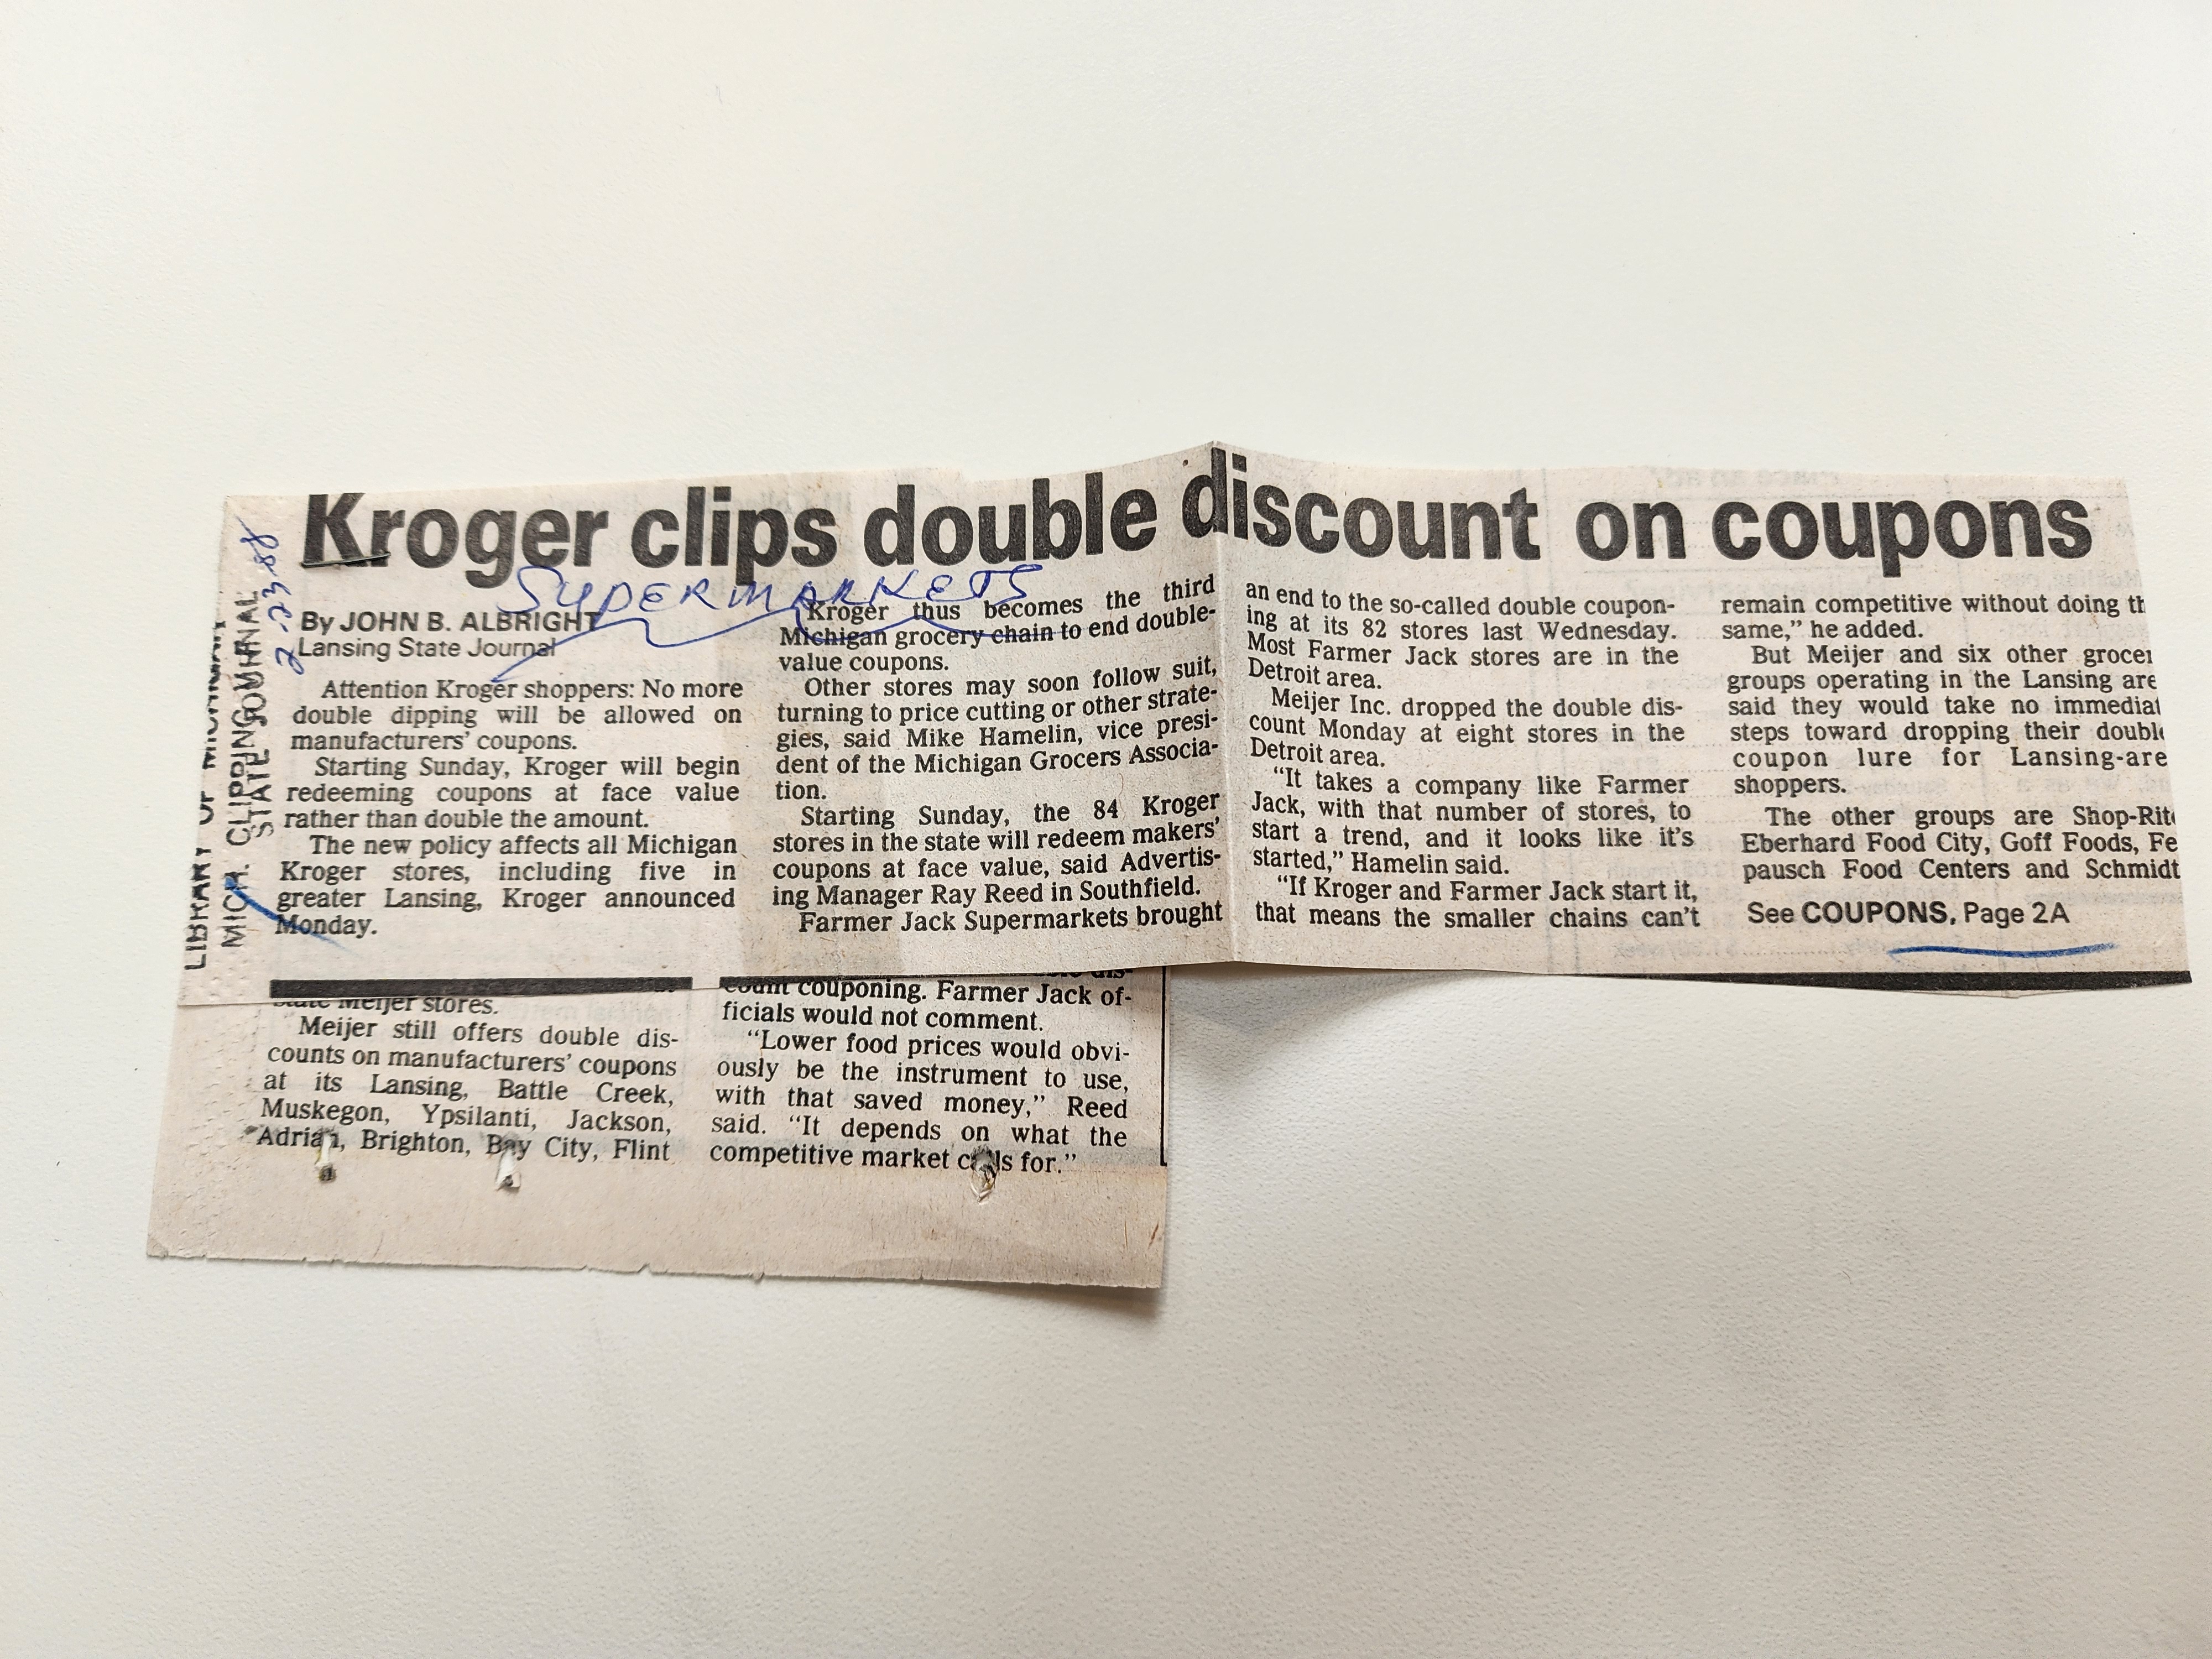 Kroger clips double discount on coupons
SUPERMARKETS
2-23-88
LIBRARY OF MICHIGAN
MICH. CLIPPING
STATE JOURNAL
By JOHN B. ALBRIGHT
Lansing State Journal
Attention Kroger shoppers: No more
double dipping will be allowed on
manufacturers' coupons.
Starting Sunday, Kroger will begin
redeeming coupons at face value
rather than double the amount.
The new policy affects all Michigan
Kroger stores, including five in
greater Lansing, Kroger announced
Monday.
Kroger thus becomes the third
Michigan grocery chain to end double-
value coupons.
Other stores may soon follow suit,
turning to price cutting or other strate-
gies, said Mike Hamelin, vice presi-
dent of the Michigan Grocers Associa-
tion.
Starting Sunday, the 84 Kroger
stores in the state will redeem makers'
coupons at face value, said Advertis-
ing Manager Ray Reed in Southfield.
Farmer Jack Supermarkets brought
an end to the so-called double coupon-
ing at its 82 stores last Wednesday.
Most Farmer Jack stores are in the
Detroit area.
Meijer Inc. dropped the double dis-
count Monday at eight stores in the
Detroit area.
"It takes a company like Farmer
Jack, with that number of stores, to
start a trend, and it looks like it's
started," Hamelin said.
"If Kroger and Farmer Jack start it,
that means the smaller chains can't
remain competitive without doing th
same," he added.
But Meijer and six other grocer
groups operating in the Lansing are
said they would take no immediat
steps toward dropping their double
coupon lure for Lansing-are
shoppers.
The other groups are Shop-Rite
Eberhard Food City, Goff Foods, Fe
pausch Food Centers and Schmidt
See COUPONS, Page 2A
state Meijer stores.
Meijer still offers double dis-
counts on manufacturers' coupons
at its Lansing, Battle Creek,
Muskegon, Ypsilanti, Jackson,
Adrian, Brighton, Bay City, Flint
dis-
count couponing. Farmer Jack of-
ficials would not comment.
"Lower food prices would obvi-
ously be the instrument to use,
with that saved money," Reed
said. "It depends on what the
competitive market calls for."